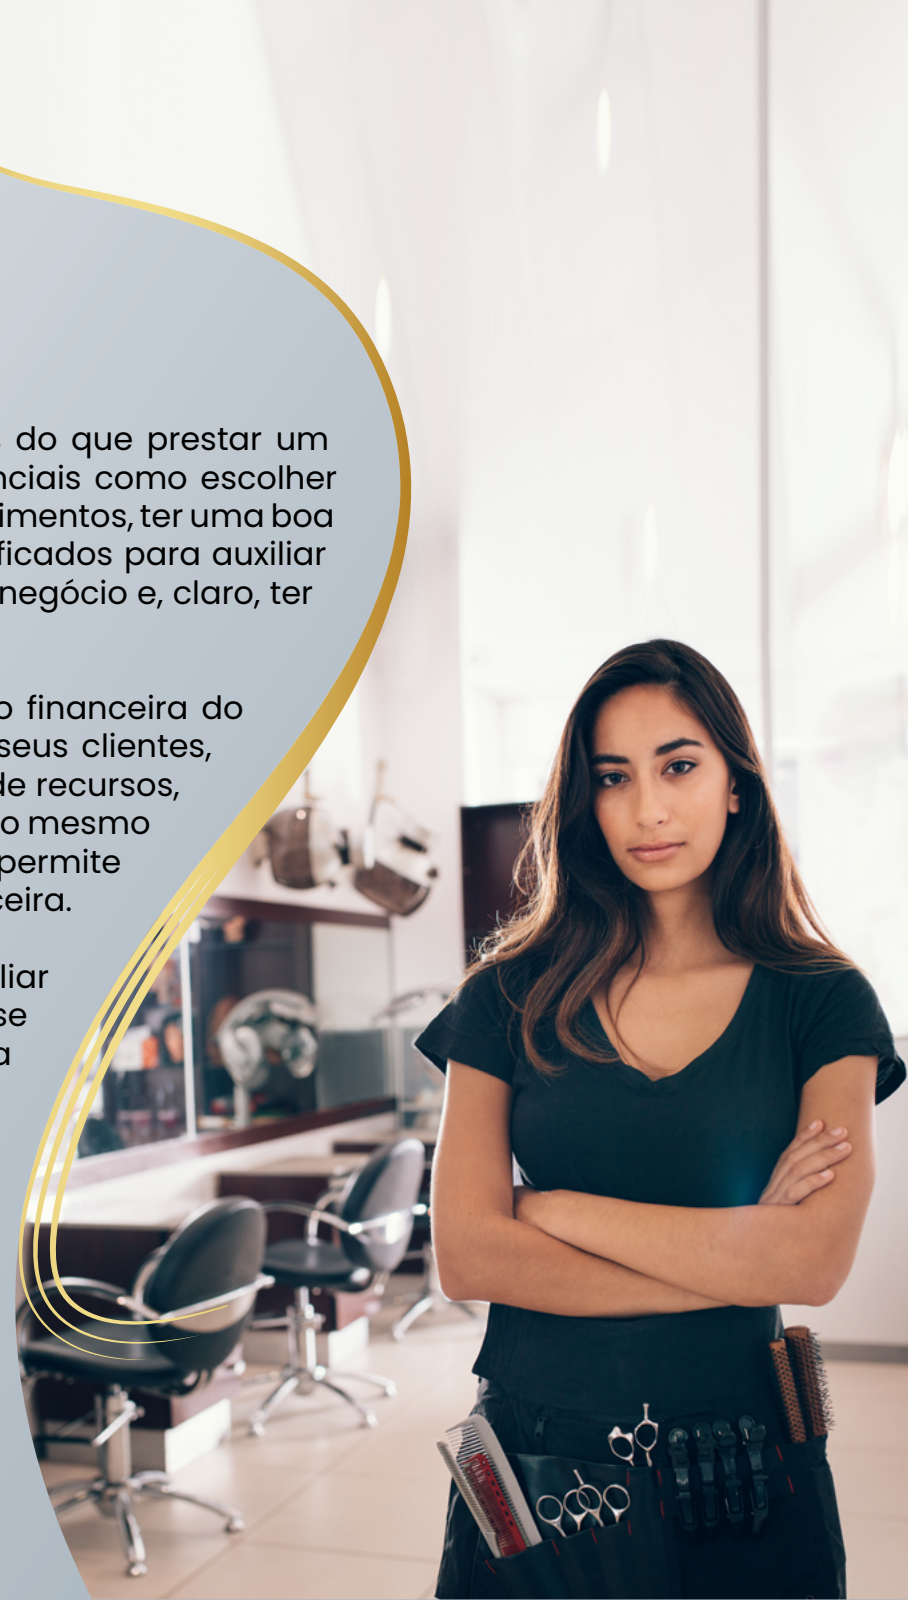 do que prestar um
nciais como escolher
imentos, ter uma boa
ficados para auxiliar
negócio e, claro, ter
o financeira do
seus clientes,
de recursos,
o mesmo
permite
ceira.
liar
se
a